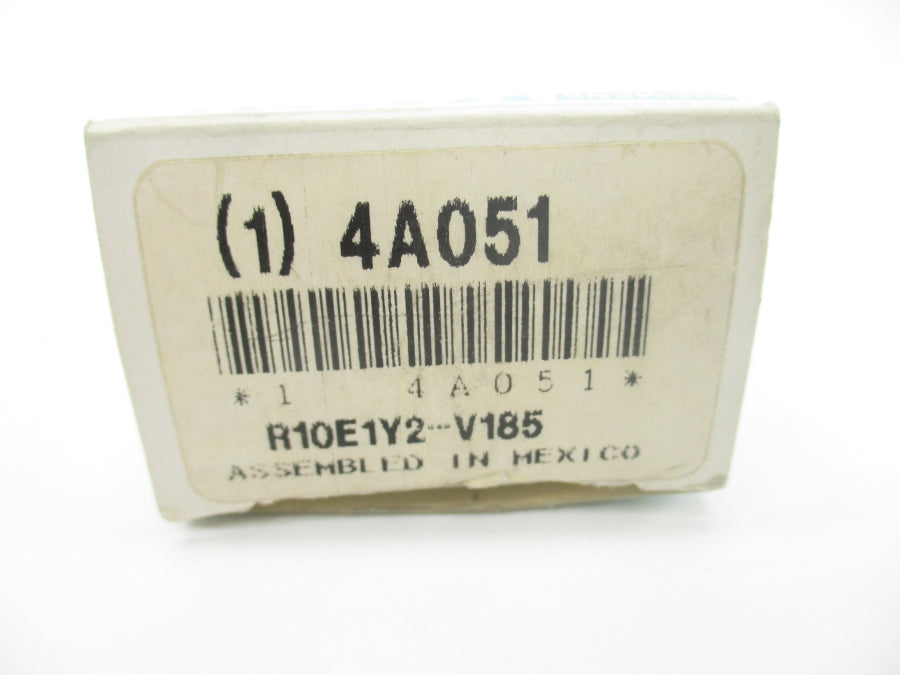 (1) 4A051
*1 4A051*
R10E1Y2-V185
ASSEMBLED IN MEXICO